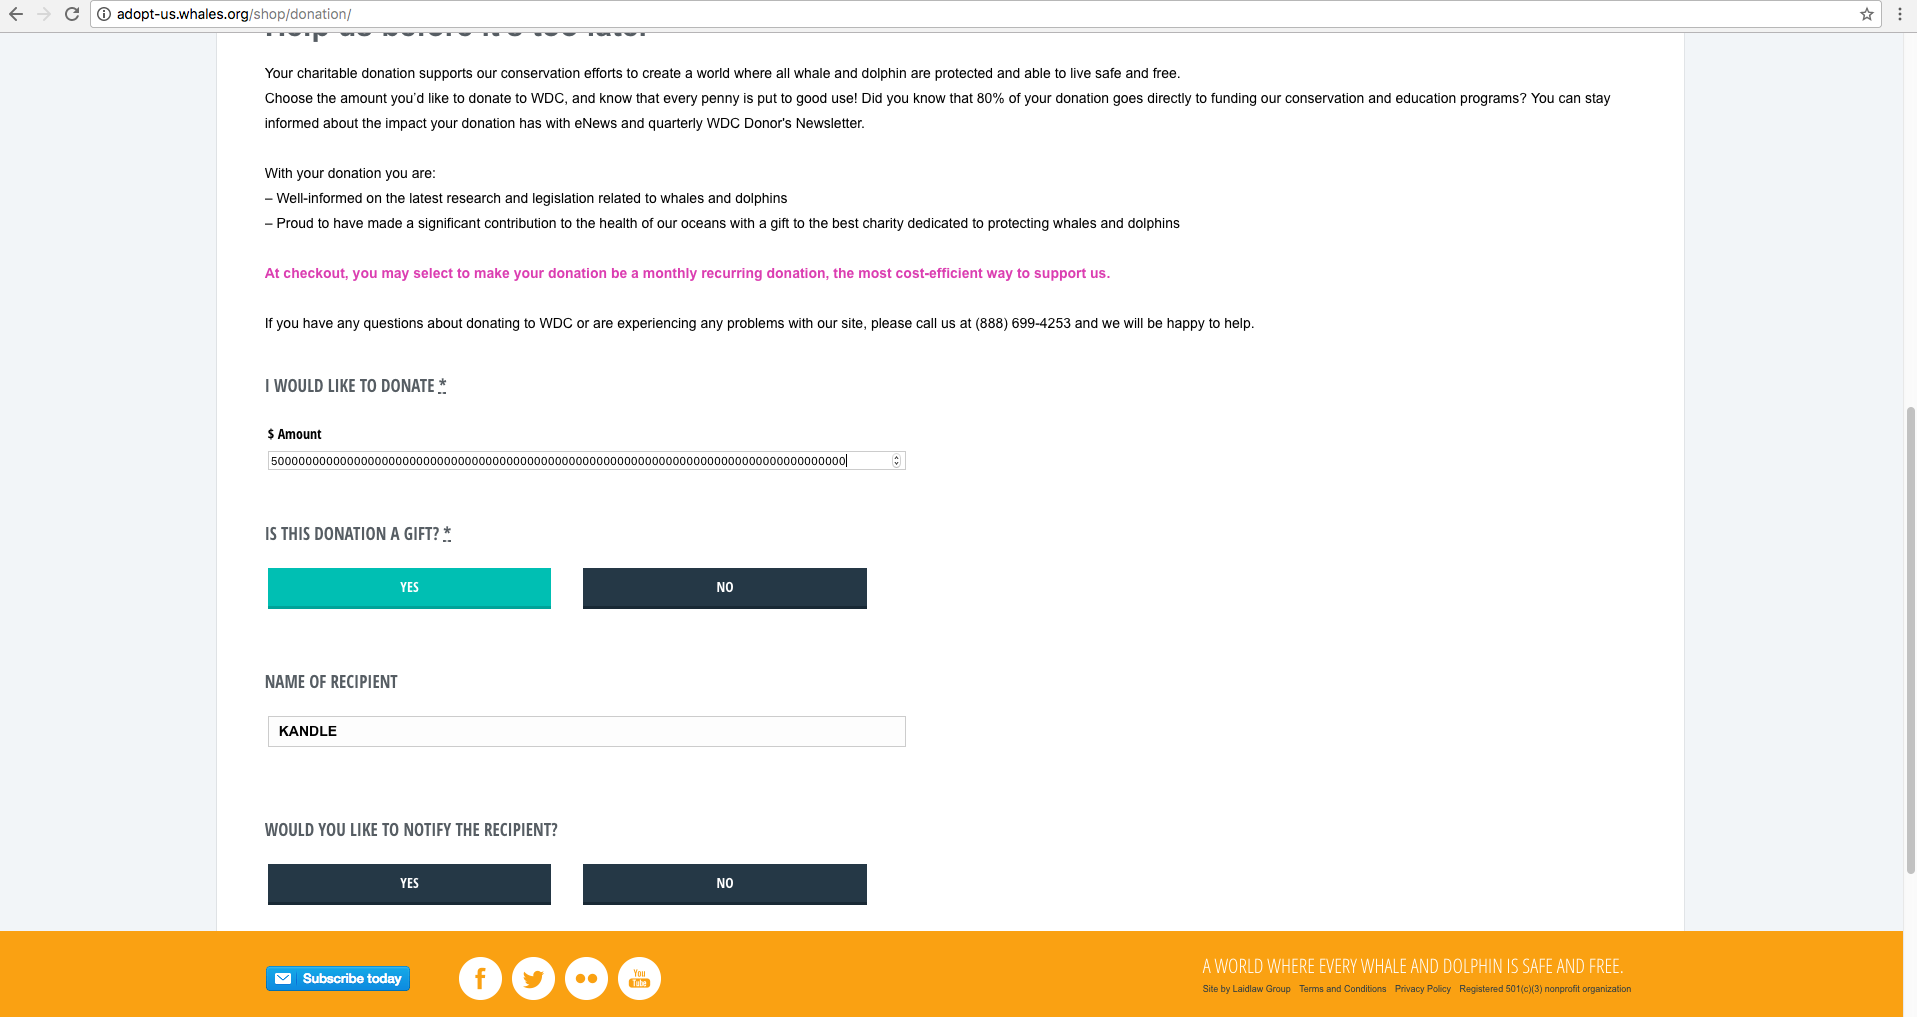 adopt-us.whales.org/shop/donation/
Help us before it's too late!
Your charitable donation supports our conservation efforts to create a world where all whale and dolphin are protected and able to live safe and free.
Choose the amount you'd like to donate to WDC, and know that every penny is put to good use! Did you know that 80% of your donation goes directly to funding our conservation and education programs? You can stay
informed about the impact your donation has with eNews and quarterly WDC Donor's Newsletter.
With your donation you are:
– Well-informed on the latest research and legislation related to whales and dolphins
– Proud to have made a significant contribution to the health of our oceans with a gift to the best charity dedicated to protecting whales and dolphins
At checkout, you may select to make your donation be a monthly recurring donation, the most cost-efficient way to support us.
If you have any questions about donating to WDC or are experiencing any problems with our site, please call us at (888) 699-4253 and we will be happy to help.
I WOULD LIKE TO DONATE *
$ Amount
50000000000000000000000000000000000000000000000000000000000000000000000000000000000
IS THIS DONATION A GIFT? *
YES NO
NAME OF RECIPIENT
KANDLE
WOULD YOU LIKE TO NOTIFY THE RECIPIENT?
YES NO
Subscribe today
You
Tube
A WORLD WHERE EVERY WHALE AND DOLPHIN IS SAFE AND FREE.
Site by Laidlaw Group Terms and Conditions Privacy Policy Registered 501(c)(3) nonprofit organization